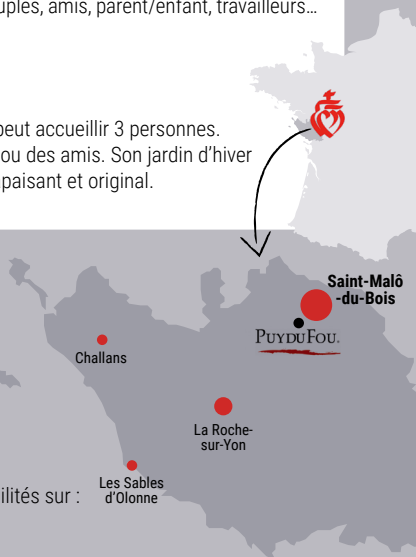 uples, amis, parent/enfant, travailleurs...
peut accueillir 3 personnes.
ou des amis. Son jardin d'hiver
paisant et original.
Saint-Malô
-du-Bois
PUYDUFOU.
Challans
La Roche-
sur-Yon
Les Sables
d'Olonne
ilités sur :